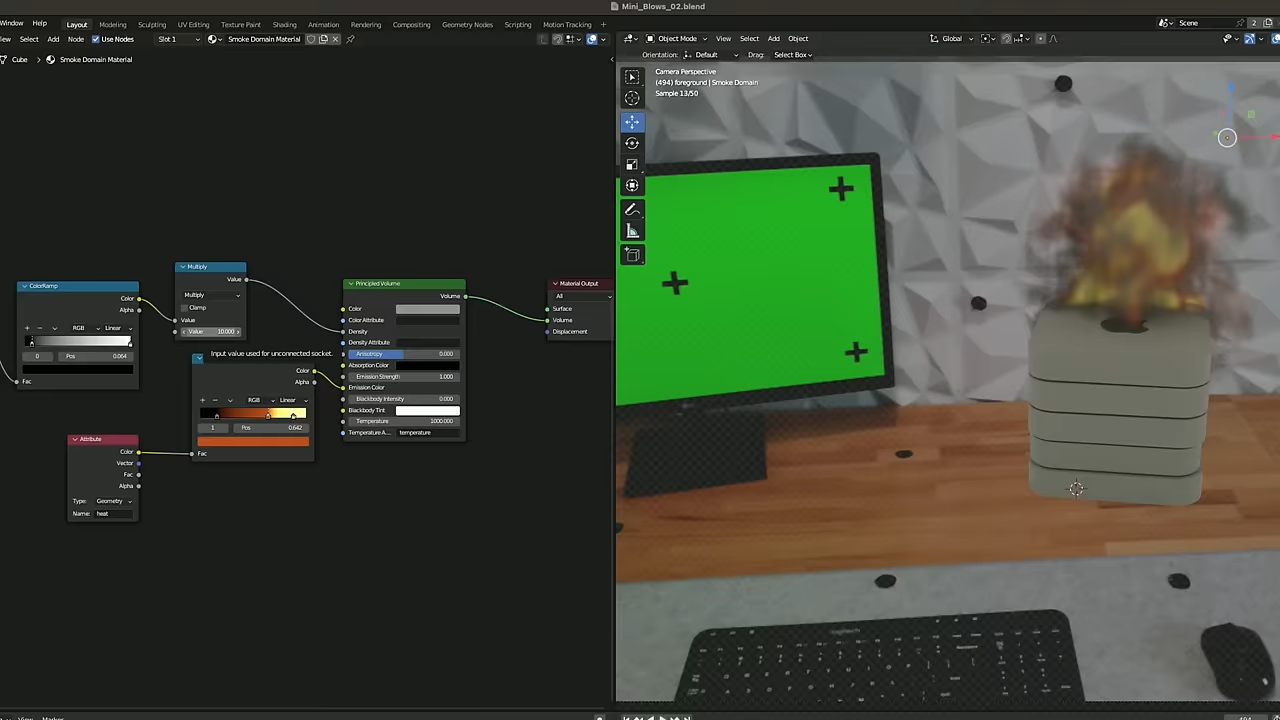 Mini_Blows_02.blend
Window Help Layout Modeling Sculpting UV Editing Texture Paint Shading Animation Rendering Compositing Geometry Nodes Scripting Motion Tracking + Scene 2
Select Add Node Use Nodes Slot 1 Smoke Domain Material
Object Mode View Select Add Object Global
Orientation: Default Drag: Select Box
Cube > Smoke Domain Material
Camera Perspective
(494) foreground | Smoke Domain
Sample 13/50
ColorRamp
Color
Alpha
RGB Linear
0 Pos 0.064
Fac
Multiply
Value
Multiply
Clamp
Value
Value 10.000
Input value used for unconnected socket.
Color
Alpha
RGB Linear
1 Pos 0.642
Fac
Attribute
Color
Vector
Fac
Alpha
Type: Geometry
Name: heat
Principled Volume
Volume
Color
Color Attribute
Density
Density Attribute
Anisotropy 0.000
Absorption Color
Emission Strength 1.000
Emission Color
Blackbody Intensity 0.000
Blackbody Tint
Temperature 1000.000
Temperature A... temperature
Material Output
All
Surface
Volume
Displacement
logitech
View Marker
494